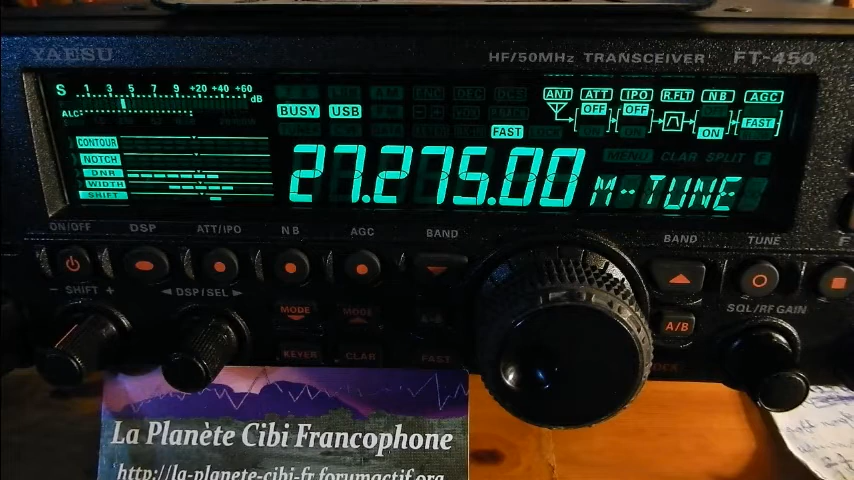 YAESU
HF/50MHz TRANSCEIVER FT-450
S 1 3 5 7 9 +20 +40 +60 dB
ALC
BUSY USB
FAST
ANT ATT IPO R.FLT NB AGC
OFF OFF
ON FAST
MENU CLAR SPLIT F
CONTOUR
NOTCH
DNR
WIDTH
SHIFT
27.275.00 M--TUNE
ON/OFF DSP ATT/IPO NB AGC BAND BAND TUNE F
- SHIFT + ◄ DSP/SEL ► MODE MODE A/B SQL/RF GAIN
KEYER CLAR FAST
La Planète Cibi Francophone
http://la-planete-cibi-fr.forumactif.org